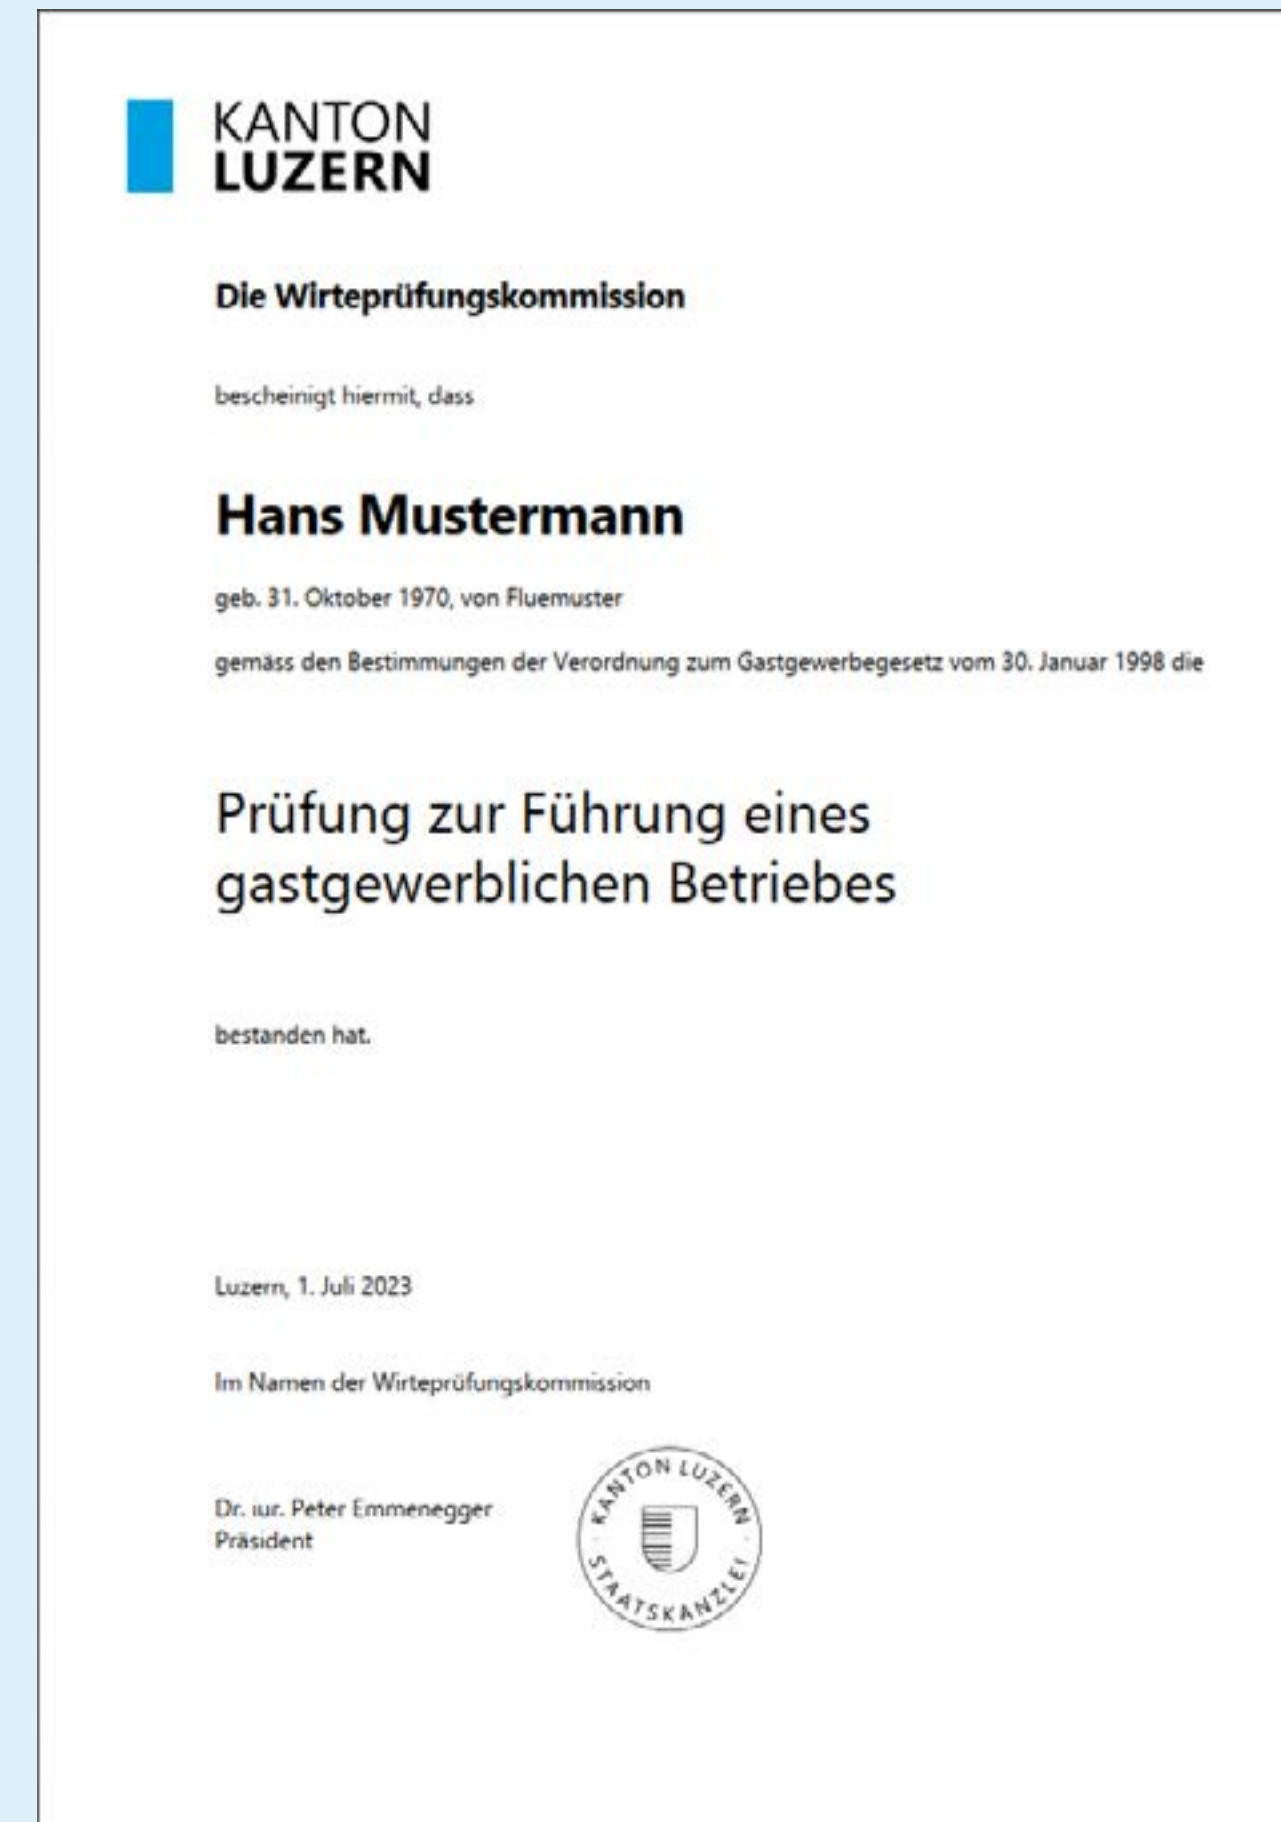 KANTON
LUZERN
Die Wirteprüfungskommission
bescheinigt hiermit, dass
Hans Mustermann
geb. 31. Oktober 1970, von Fluemuster
gemäss den Bestimmungen der Verordnung zum Gastgewerbegesetz vom 30. Januar 1998 die
Prüfung zur Führung eines
gastgewerblichen Betriebes
bestanden hat.
Luzern, 1. Juli 2023
Im Namen der Wirteprüfungskommission
Dr. iur. Peter Emmenegger
Präsident
KANTON LUZERN
STAATSKANZLEI